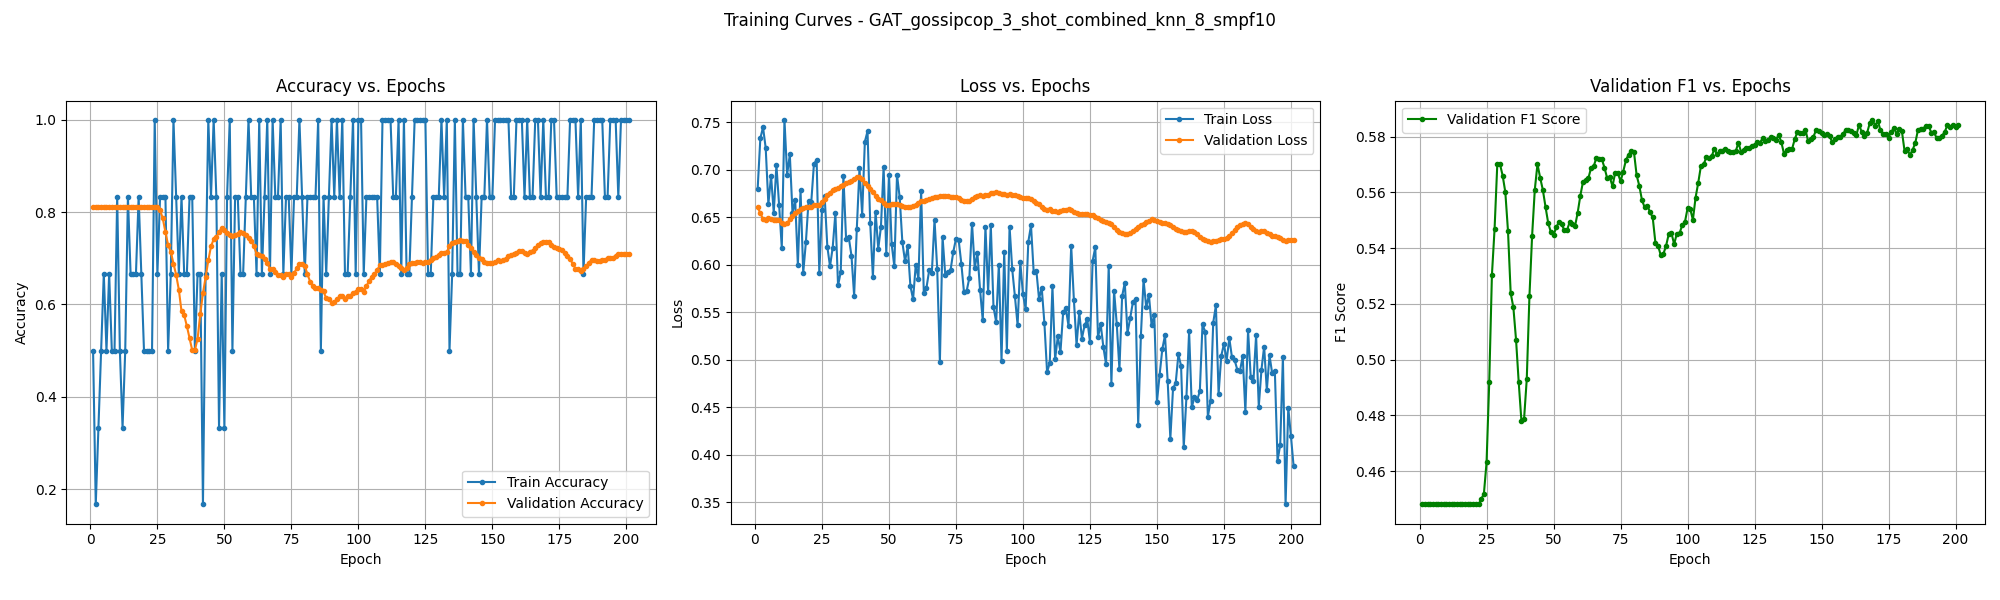 Training Curves - GAT_gossipcop_3_shot_combined_knn_8_smpf10
Accuracy vs. Epochs
1.0
0.8
0.6
0.4
0.2
Accuracy
Train Accuracy
Validation Accuracy
0 25 50 75 100 125 150 175 200
Epoch
Loss vs. Epochs
Train Loss
Validation Loss
0.75
0.70
0.65
0.60
0.55
0.50
0.45
0.40
0.35
Loss
0 25 50 75 100 125 150 175 200
Epoch
Validation F1 vs. Epochs
Validation F1 Score
0.58
0.56
0.54
0.52
0.50
0.48
0.46
F1 Score
0 25 50 75 100 125 150 175 200
Epoch